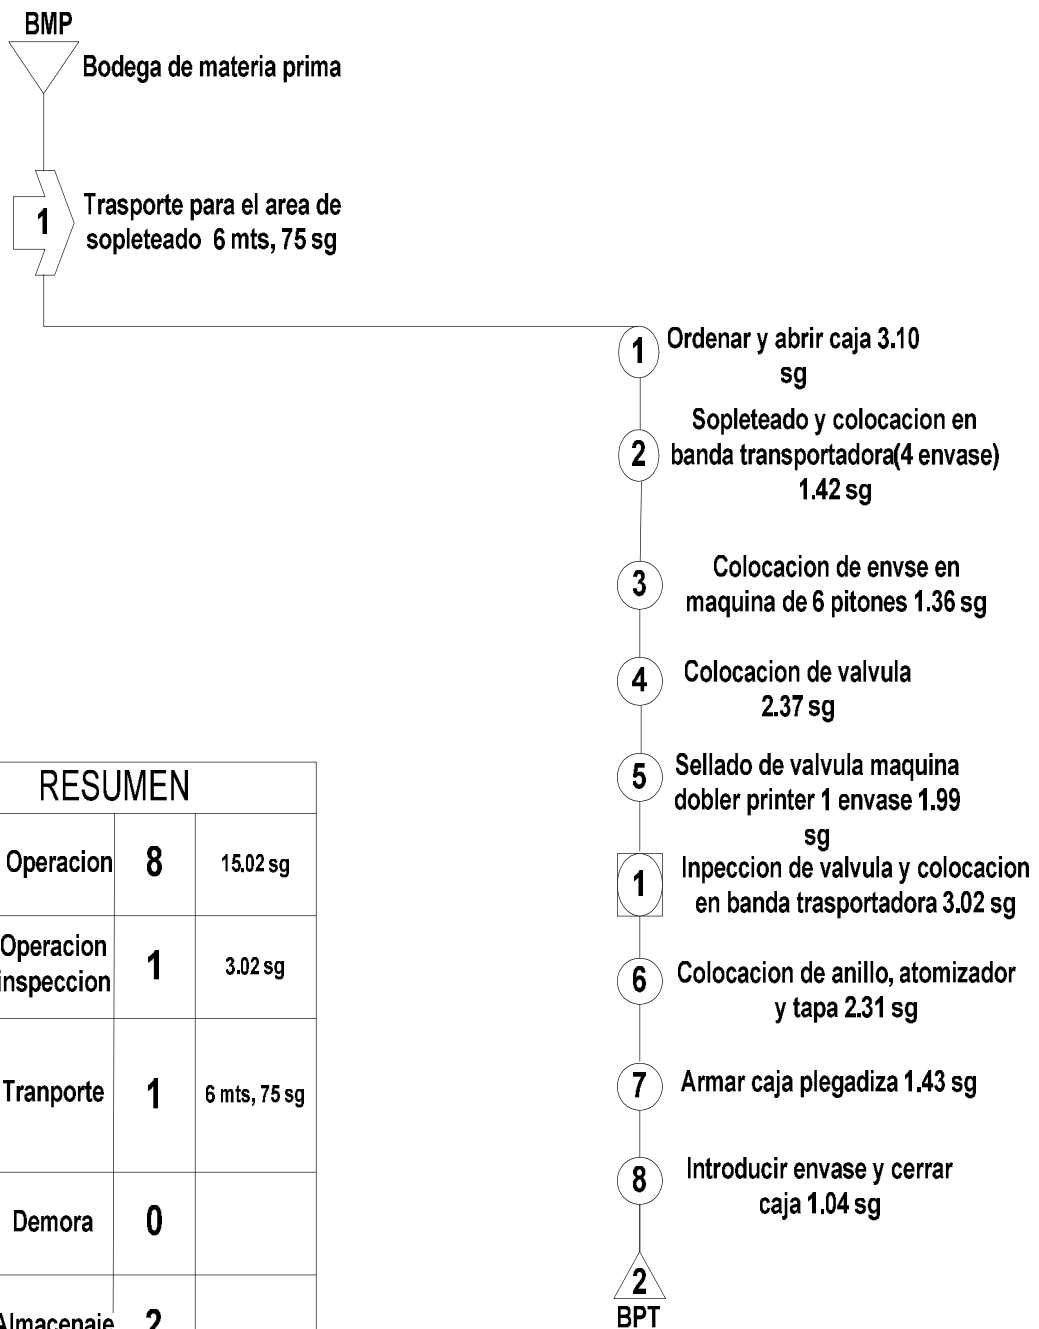 BMP
Bodega de materia prima
1
Trasporte para el area de
sopleteado 6 mts, 75 sg
1
Ordenar y abrir caja 3.10
sg
2
Sopleteado y colocacion en
banda transportadora(4 envase)
1.42 sg
3
Colocacion de envse en
maquina de 6 pitones 1.36 sg
4
Colocacion de valvula
2.37 sg
5
Sellado de valvula maquina
dobler printer 1 envase 1.99
sg
1
Inpeccion de valvula y colocacion
en banda trasportadora 3.02 sg
6
Colocacion de anillo, atomizador
y tapa 2.31 sg
7
Armar caja plegadiza 1.43 sg
8
Introducir envase y cerrar
caja 1.04 sg
2
BPT
RESUMEN
Operacion 8 15.02 sg
Operacion
inspeccion 1 3.02 sg
Tranporte 1 6 mts, 75 sg
Demora 0
Almacenaje 2